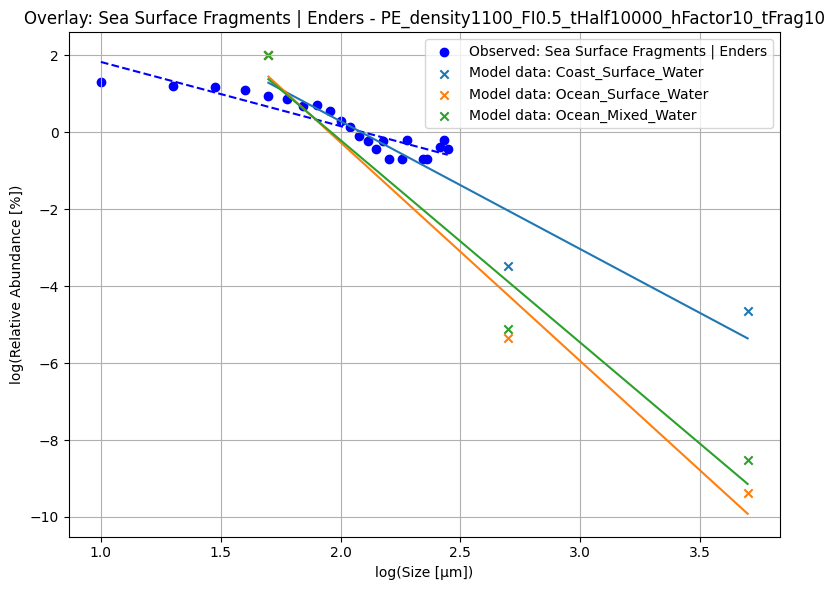 Overlay: Sea Surface Fragments | Enders - PE_density1100_FI0.5_tHalf10000_hFactor10_tFrag10
Observed: Sea Surface Fragments | Enders
Model data: Coast_Surface_Water
Model data: Ocean_Surface_Water
Model data: Ocean_Mixed_Water
log(Relative Abundance [%])
2
0
−2
−4
−6
−8
−10
1.0 1.5 2.0 2.5 3.0 3.5
log(Size [μm])